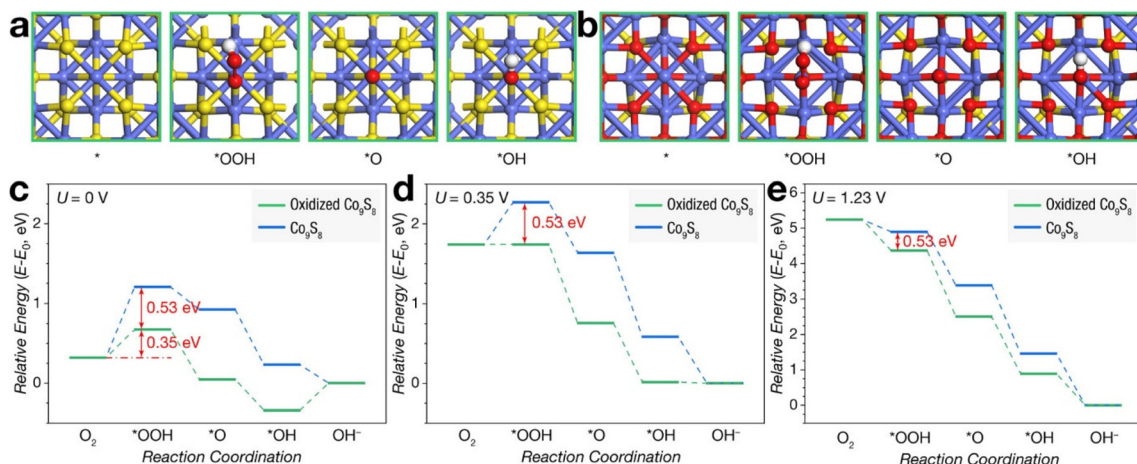 a
b
*
*OOH
*O
*OH
*
*OOH
*O
*OH
c
U = 0 V
Oxidized Co₉S₈
Co₉S₈
0.53 eV
0.35 eV
Relative Energy (E-E₀, eV)
2
1
0
O₂
*OOH
*O
*OH
OH⁻
Reaction Coordination
d
U = 0.35 V
Oxidized Co₉S₈
Co₉S₈
0.53 eV
Relative Energy (E-E₀, eV)
2
1
0
O₂
*OOH
*O
*OH
OH⁻
Reaction Coordination
e
U = 1.23 V
Oxidized Co₉S₈
Co₉S₈
0.53 eV
Relative Energy (E-E₀, eV)
6
5
4
3
2
1
0
O₂
*OOH
*O
*OH
OH⁻
Reaction Coordination